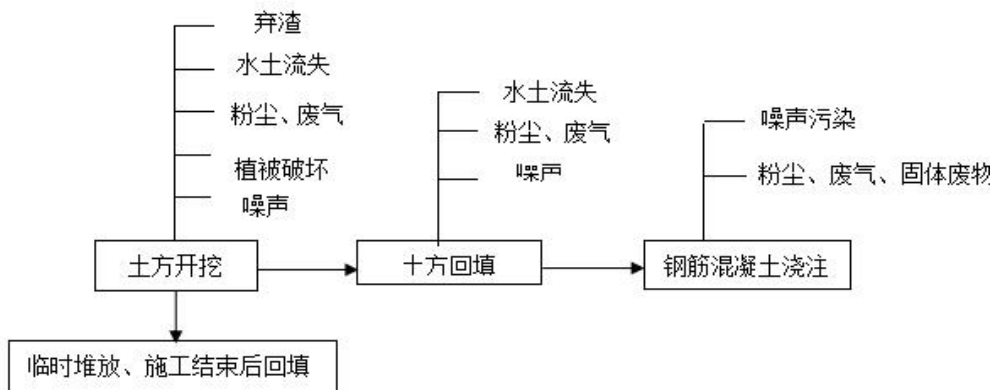 弃渣
水土流失
粉尘、废气
植被破坏
噪声
水土流失
粉尘、废气
噪声
噪声污染
粉尘、废气、固体废物
土方开挖
十方回填
钢筋混凝土浇注
临时堆放、施工结束后回填